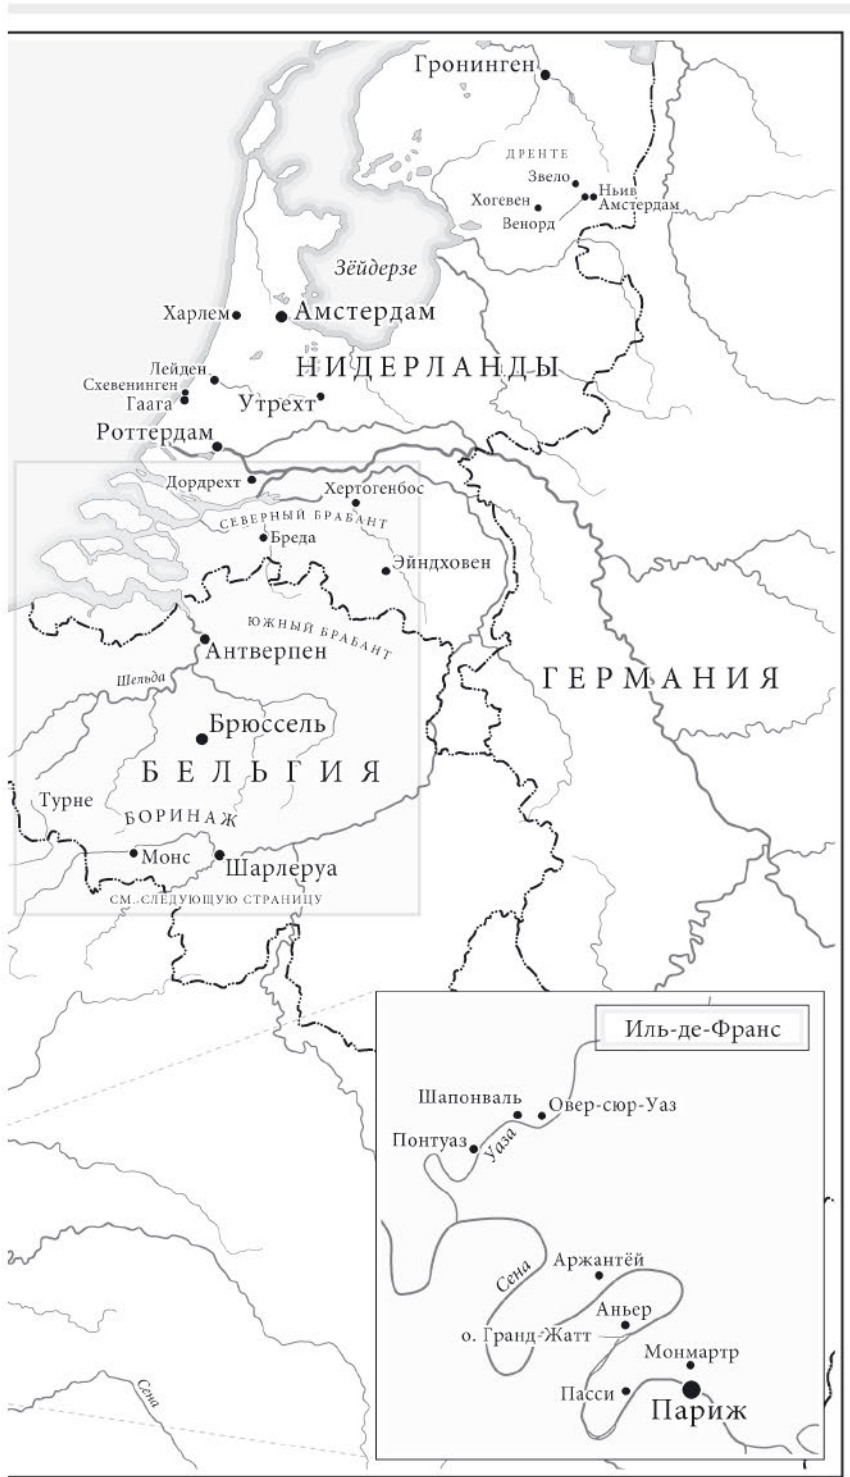 Гронинген
ДРЕНТЕ
Звело
Ньив
Амстердам
Хогевен
Венорд
Зёйдерзе
Харлем
Амстердам
НИДЕРЛАНДЫ
Лейден
Схевенинген
Гаага
Утрехт
Роттердам
Дордрехт
Хертогенбос
СЕВЕРНЫЙ БРАБАНТ
Бреда
Эйндховен
ЮЖНЫЙ БРАБАНТ
Антверпен
Шельда
ГЕРМАНИЯ
Брюссель
БЕЛЬГИЯ
Турне
БОРИНАЖ
Монс
Шарлеруа
СМ. СЛЕДУЮЩУЮ СТРАНИЦУ
Иль-де-Франс
Шапонваль
Овер-сюр-Уаз
Понтуаз
Уаза
Сена
Аржантёй
Аньер
о. Гранд-Жатт
Монмартр
Пасси
Париж
Сена